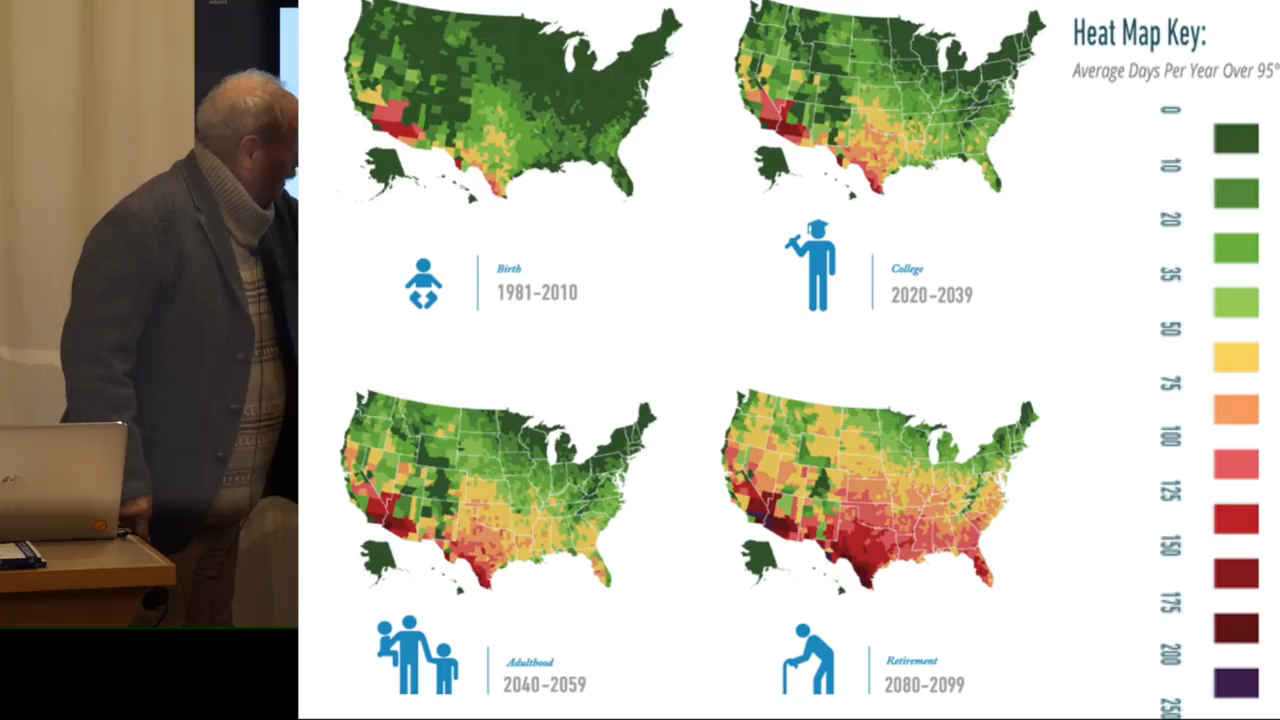 Heat Map Key:
Average Days Per Year Over 95°
0
10
20
35
50
75
100
125
150
175
200
250
Birth
1981–2010
College
2020–2039
Adulthood
2040–2059
Retirement
2080–2099